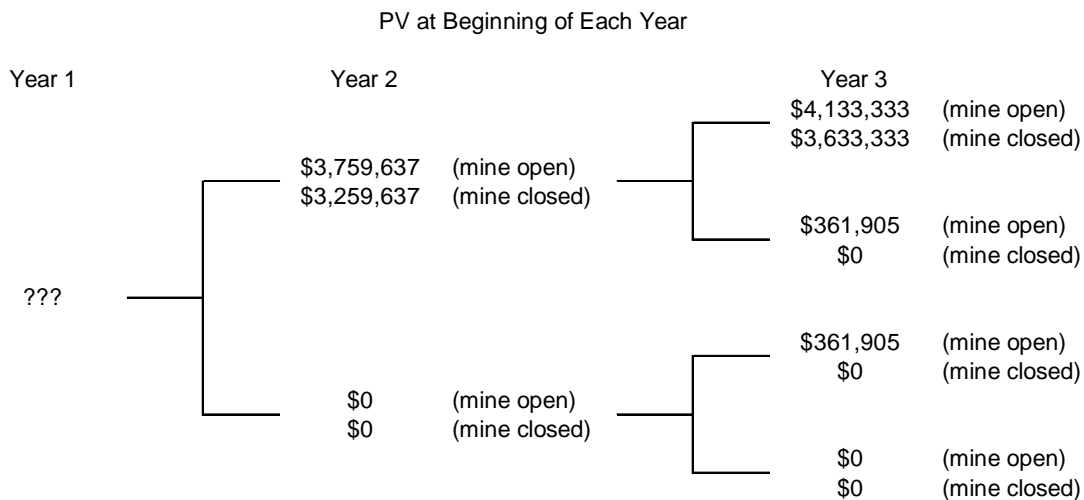 PV at Beginning of Each Year
Year 1
Year 2
Year 3
$4,133,333 (mine open)
$3,633,333 (mine closed)
$3,759,637 (mine open)
$3,259,637 (mine closed)
$361,905 (mine open)
$0 (mine closed)
???
$361,905 (mine open)
$0 (mine closed)
$0 (mine open)
$0 (mine closed)
$0 (mine open)
$0 (mine closed)